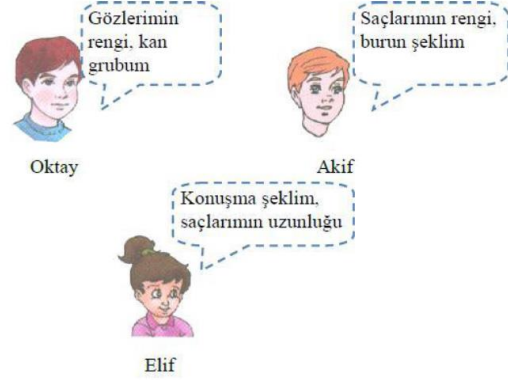 Gözlerimin
rengi, kan
grubum
Oktay
Saçlarımın rengi,
burun şeklim
Akif
Konuşma şeklim,
saçlarımın uzunluğu
Elif